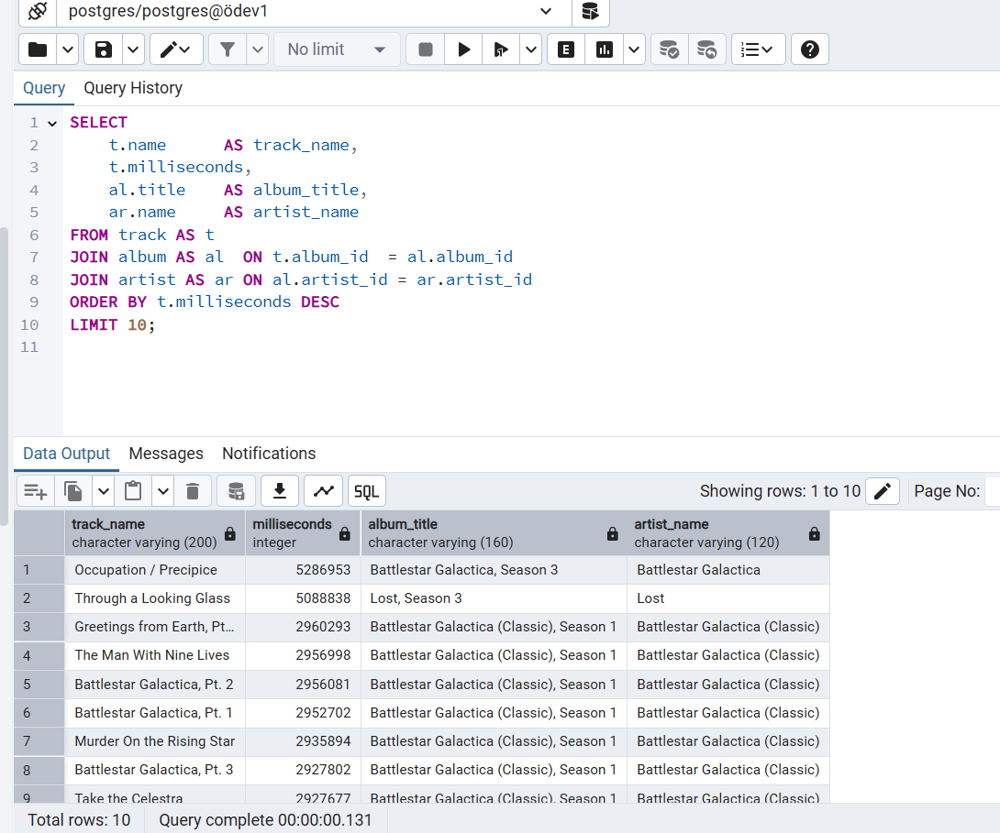 postgres/postgres@ödev1
No limit
E
Query Query History
1 SELECT
2 t.name AS track_name,
3 t.milliseconds,
4 al.title AS album_title,
5 ar.name AS artist_name
6 FROM track AS t
7 JOIN album AS al ON t.album_id = al.album_id
8 JOIN artist AS ar ON al.artist_id = ar.artist_id
9 ORDER BY t.milliseconds DESC
10 LIMIT 10;
11
Data Output Messages Notifications
SQL Showing rows: 1 to 10 Page No:
track_name milliseconds album_title artist_name
character varying (200) integer character varying (160) character varying (120)
1 Occupation / Precipice 5286953 Battlestar Galactica, Season 3 Battlestar Galactica
2 Through a Looking Glass 5088838 Lost, Season 3 Lost
3 Greetings from Earth, Pt… 2960293 Battlestar Galactica (Classic), Season 1 Battlestar Galactica (Classic)
4 The Man With Nine Lives 2956998 Battlestar Galactica (Classic), Season 1 Battlestar Galactica (Classic)
5 Battlestar Galactica, Pt. 2 2956081 Battlestar Galactica (Classic), Season 1 Battlestar Galactica (Classic)
6 Battlestar Galactica, Pt. 1 2952702 Battlestar Galactica (Classic), Season 1 Battlestar Galactica (Classic)
7 Murder On the Rising Star 2935894 Battlestar Galactica (Classic), Season 1 Battlestar Galactica (Classic)
8 Battlestar Galactica, Pt. 3 2927802 Battlestar Galactica (Classic), Season 1 Battlestar Galactica (Classic)
9 Take the Celestra 2927677 Battlestar Galactica (Classic), Season 1 Battlestar Galactica (Classic)
Total rows: 10 Query complete 00:00:00.131